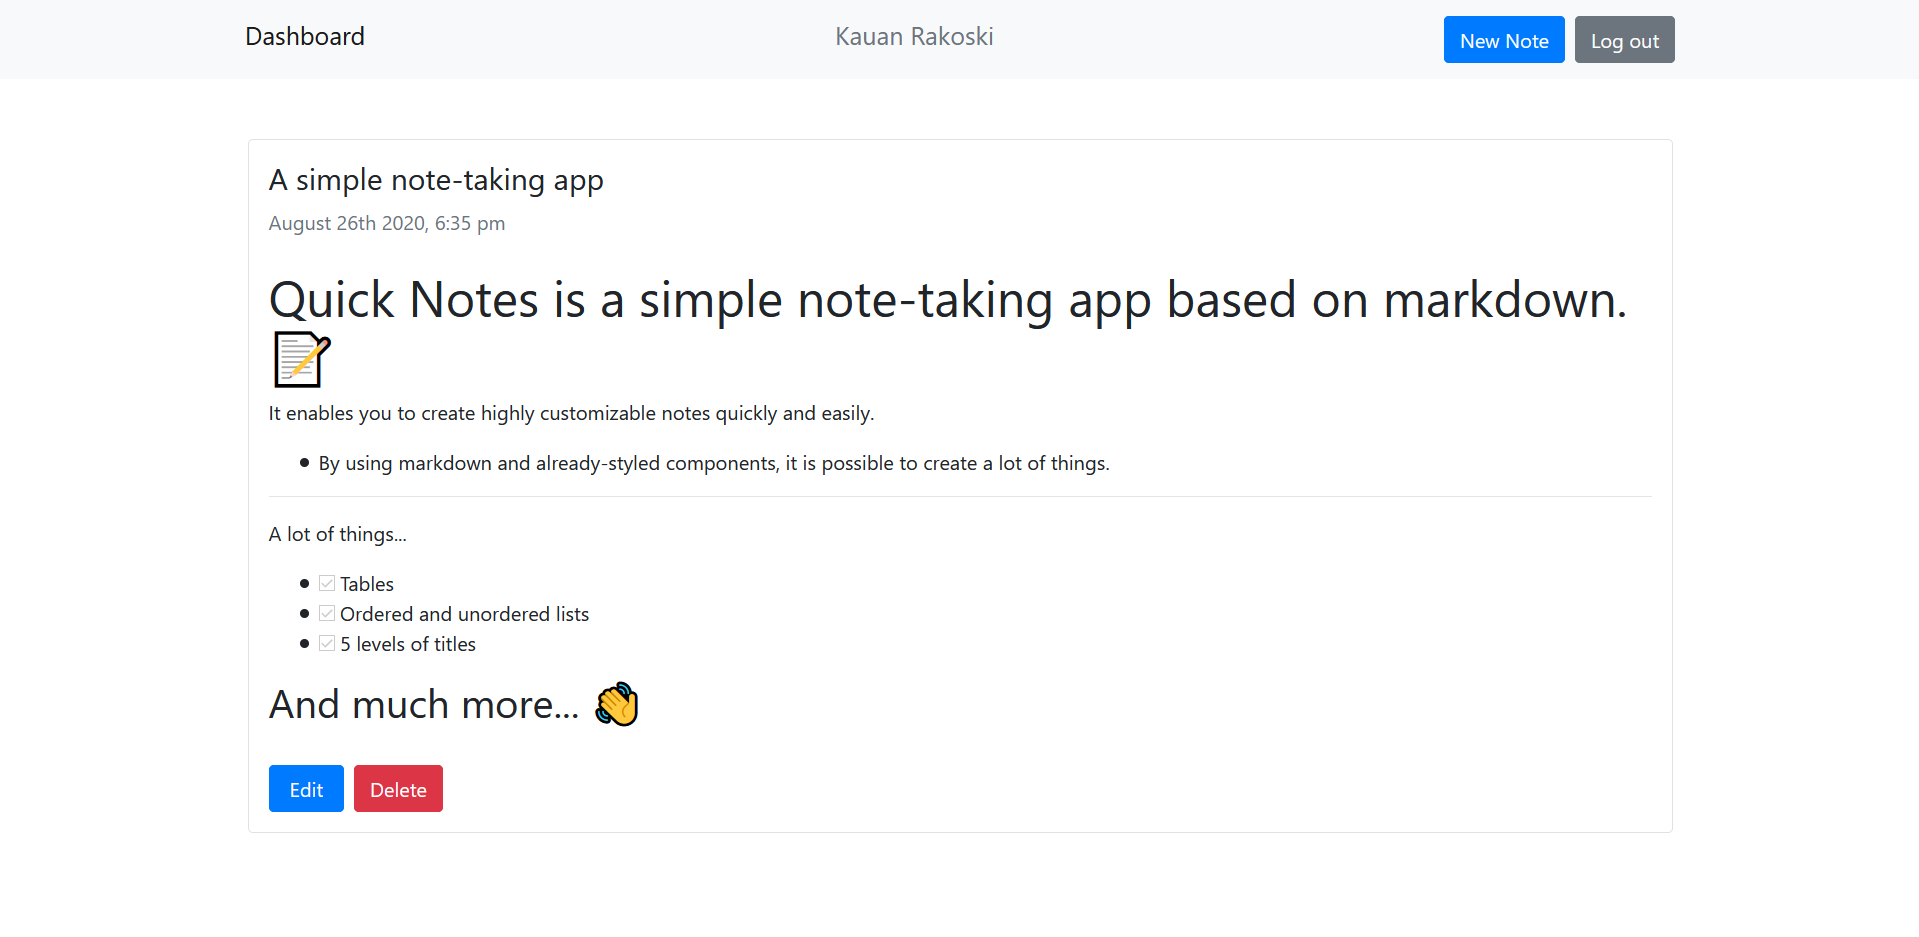 Dashboard
Kauan Rakoski
New Note
Log out
A simple note-taking app
August 26th 2020, 6:35 pm
Quick Notes is a simple note-taking app based on markdown.
📝
It enables you to create highly customizable notes quickly and easily.
• By using markdown and already-styled components, it is possible to create a lot of things.
A lot of things...
• ☑ Tables
• ☑ Ordered and unordered lists
• ☑ 5 levels of titles
And much more... 👋
Edit
Delete